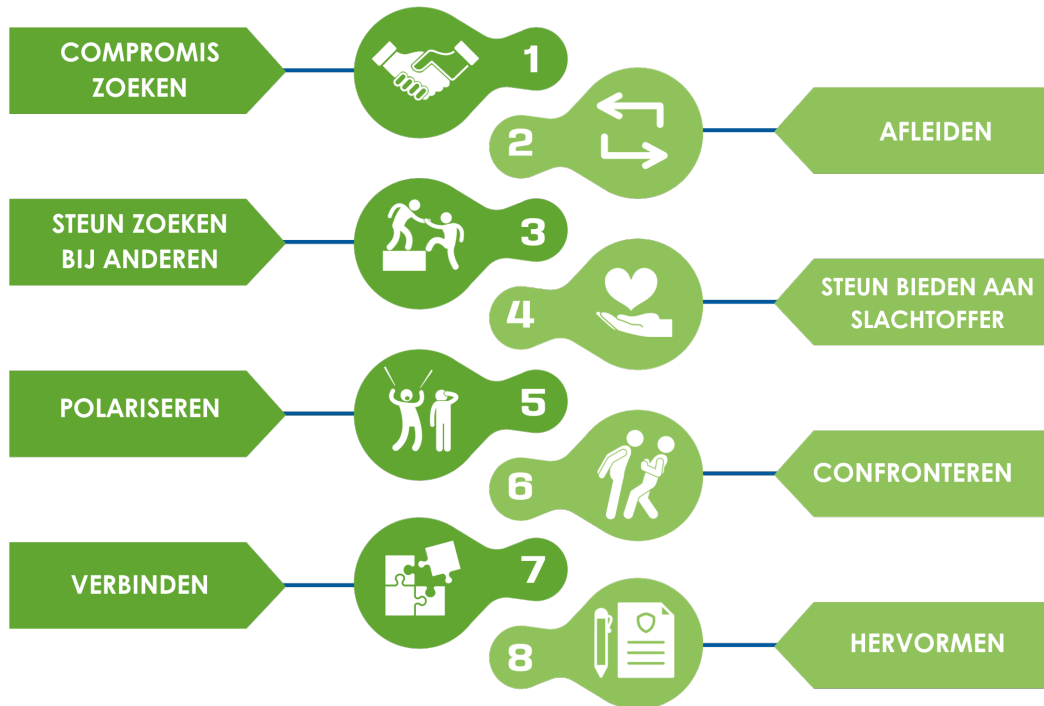 COMPROMIS
ZOEKEN
1
2
AFLEIDEN
STEUN ZOEKEN
BIJ ANDEREN
3
4
STEUN BIEDEN AAN
SLACHTOFFER
POLARISEREN
5
6
CONFRONTEREN
VERBINDEN
7
8
HERVORMEN